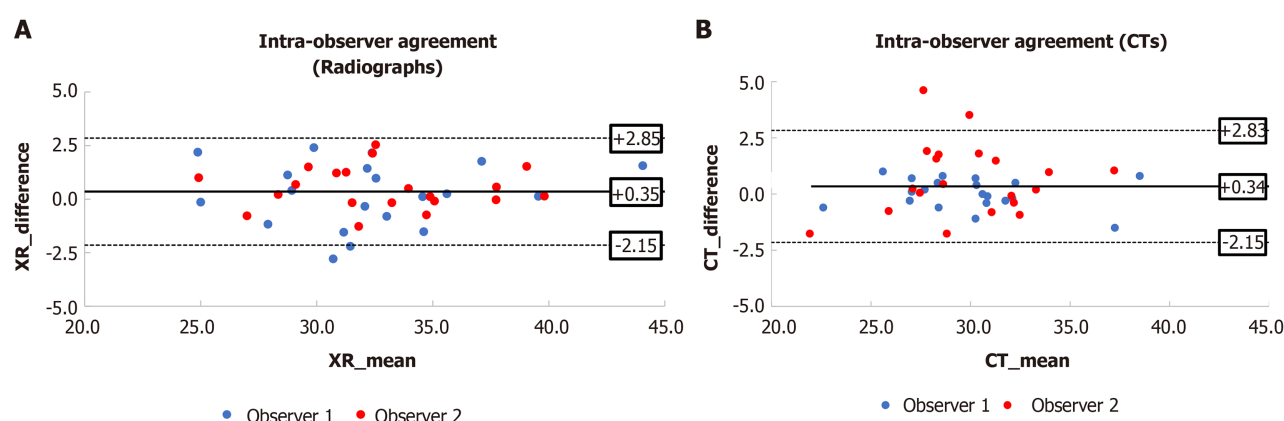 A
Intra-observer agreement
(Radiographs)
XR_difference
5.0
2.5
0.0
-2.5
-5.0
+2.85
+0.35
-2.15
20.0 25.0 30.0 35.0 40.0 45.0
XR_mean
Observer 1 Observer 2
B
Intra-observer agreement (CTs)
CT_difference
5.0
2.5
0.0
-2.5
-5.0
+2.83
+0.34
-2.15
20.0 25.0 30.0 35.0 40.0 45.0
CT_mean
Observer 1 Observer 2